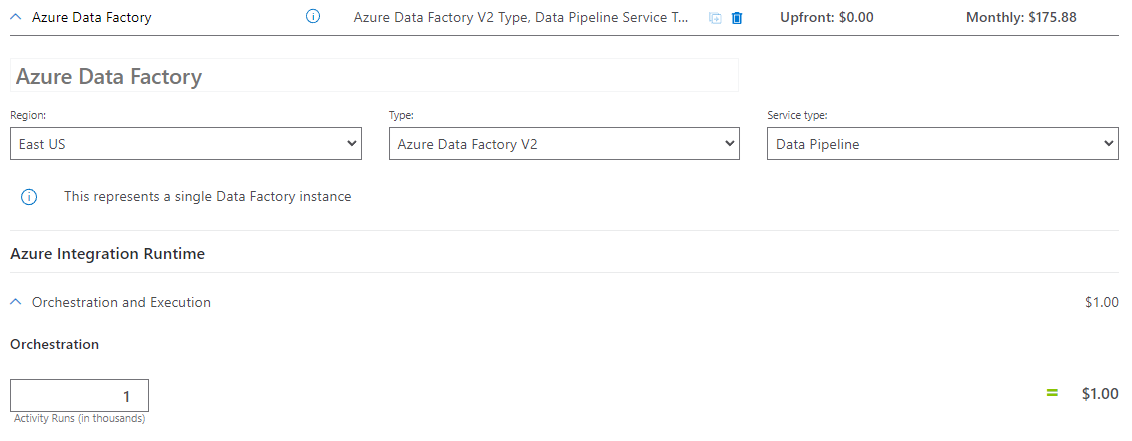 Azure Data Factory Azure Data Factory V2 Type, Data Pipeline Service T... Upfront: $0.00 Monthly: $175.88
Azure Data Factory
Region: Type: Service type:
East US Azure Data Factory V2 Data Pipeline
This represents a single Data Factory instance
Azure Integration Runtime
Orchestration and Execution $1.00
Orchestration
1 = $1.00
Activity Runs (in thousands)